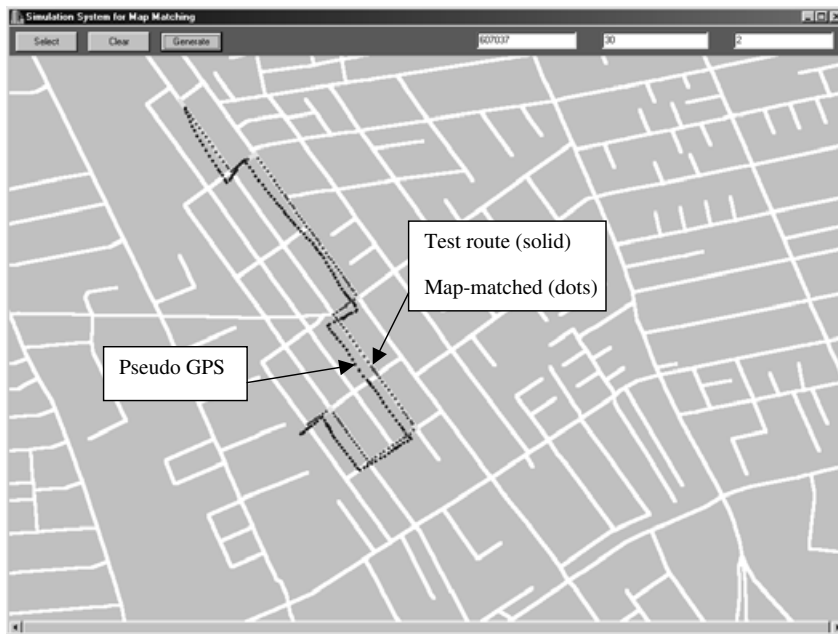 Simulation System for Map Matching
Select
Clear
Generate
607037
30
2
Test route (solid)
Map-matched (dots)
Pseudo GPS